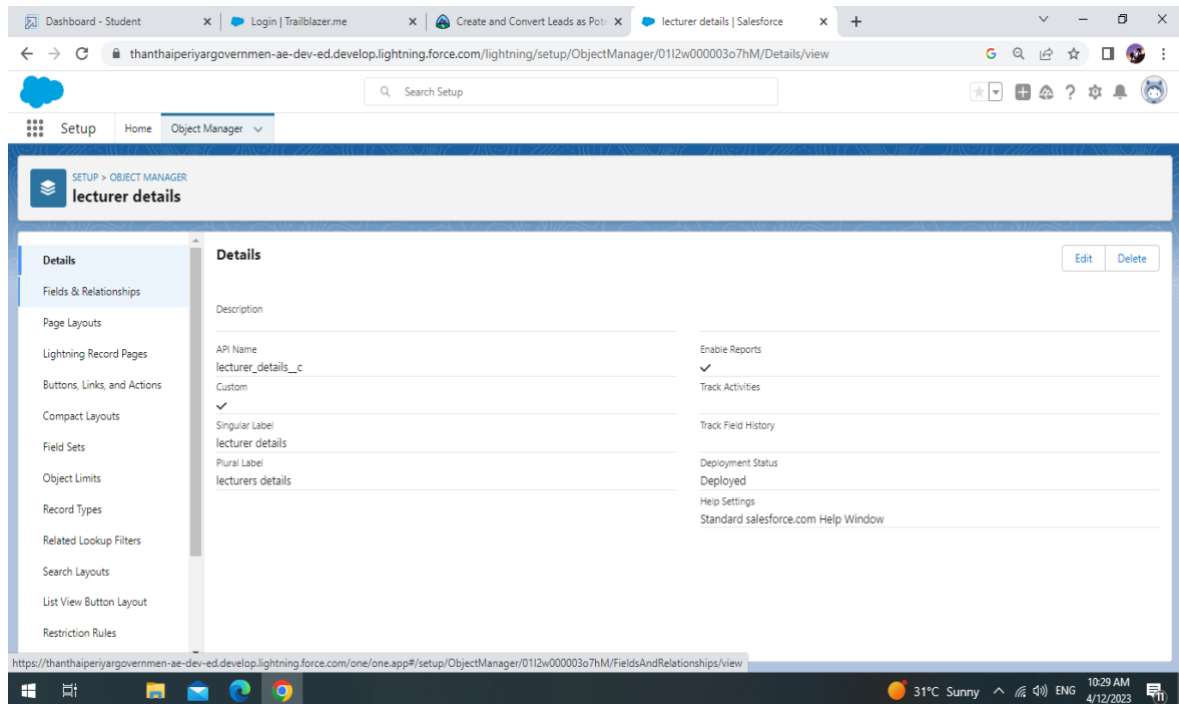 Dashboard - Student
Login | Trailblazer.me
Create and Convert Leads as Pote
lecturer details | Salesforce
thanthaiperiyargovernmen-ae-dev-ed.develop.lightning.force.com/lightning/setup/ObjectManager/01I2w000003o7hM/Details/view
Search Setup
Setup
Home
Object Manager
SETUP > OBJECT MANAGER
lecturer details
Details
Fields & Relationships
Page Layouts
Lightning Record Pages
Buttons, Links, and Actions
Compact Layouts
Field Sets
Object Limits
Record Types
Related Lookup Filters
Search Layouts
List View Button Layout
Restriction Rules
Details
Edit
Delete
Description
API Name
lecturer_details__c
Custom
Singular Label
lecturer details
Plural Label
lecturers details
Enable Reports
Track Activities
Track Field History
Deployment Status
Deployed
Help Settings
Standard salesforce.com Help Window
https://thanthaiperiyargovernmen-ae-dev-ed.develop.lightning.force.com/one/one.app#/setup/ObjectManager/01I2w000003o7hM/FieldsAndRelationships/view
31°C Sunny
ENG
10:29 AM
4/12/2023
11